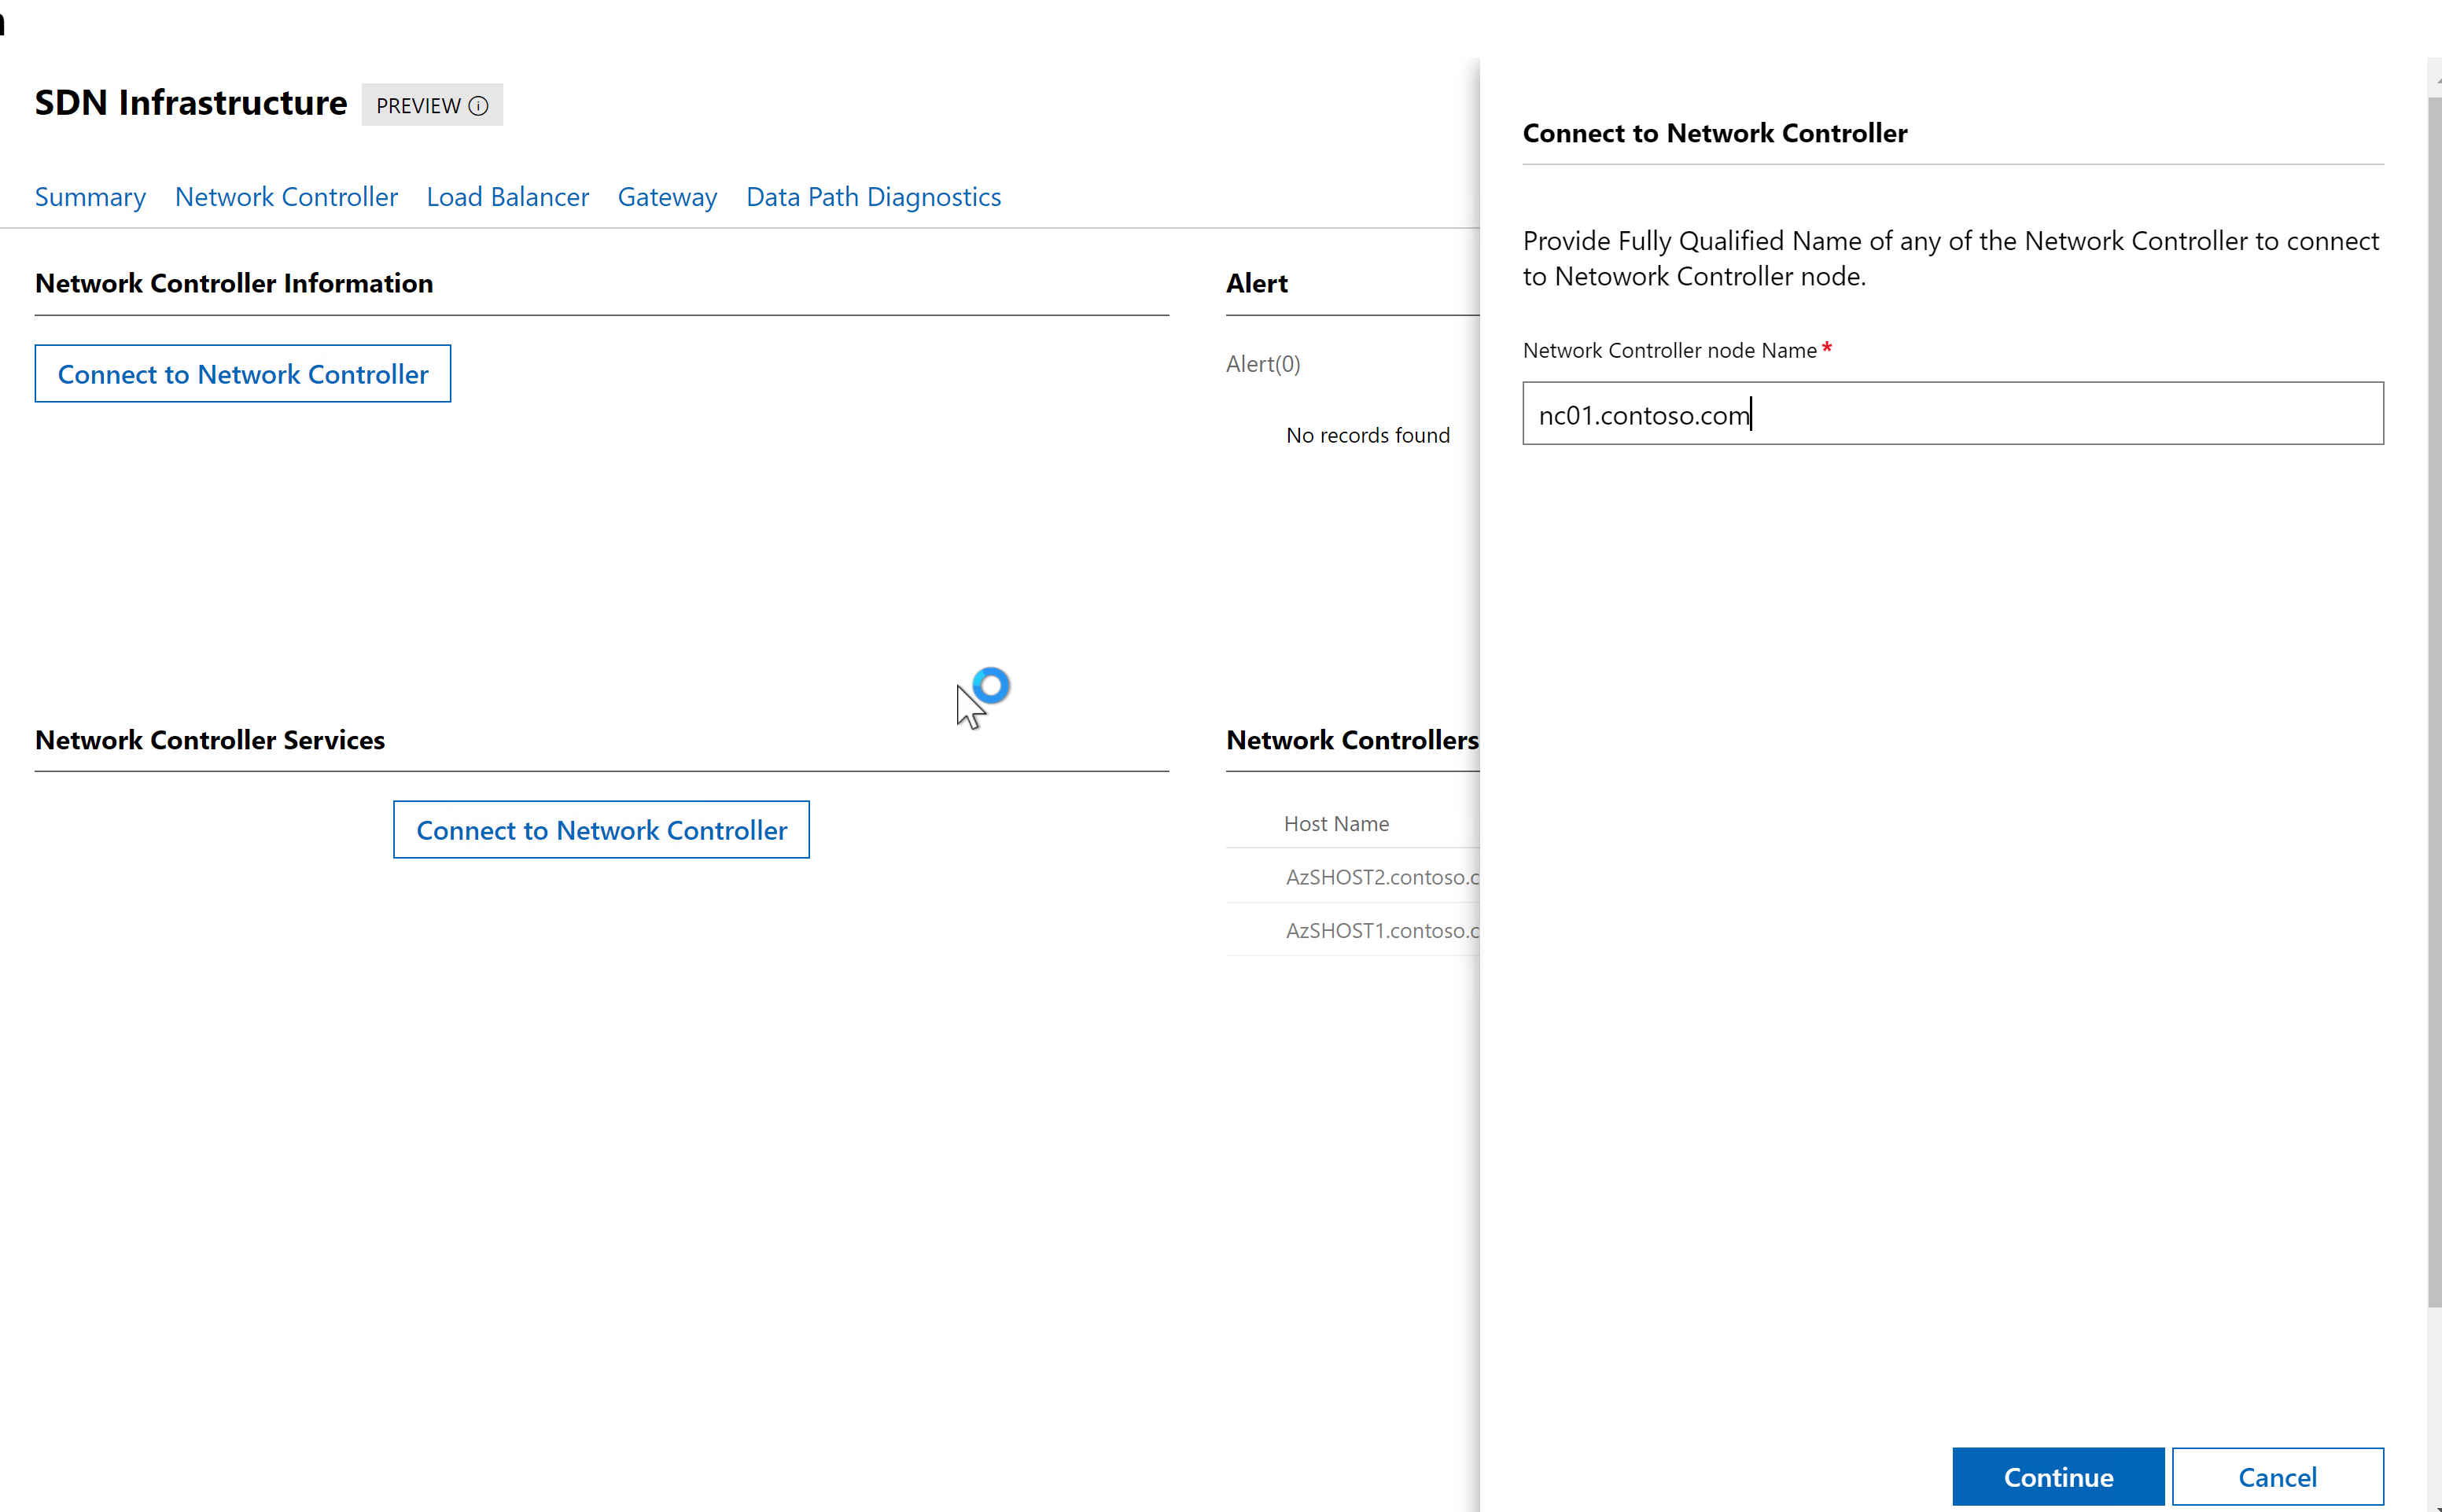 SDN Infrastructure PREVIEW
Summary Network Controller Load Balancer Gateway Data Path Diagnostics
Network Controller Information
Connect to Network Controller
Alert
Alert(0)
No records found
Network Controller Services
Connect to Network Controller
Network Controllers
Host Name
AzSHOST2.contoso.c
AzSHOST1.contoso.c
Connect to Network Controller
Provide Fully Qualified Name of any of the Network Controller to connect
to Netowork Controller node.
Network Controller node Name *
nc01.contoso.com
Continue Cancel